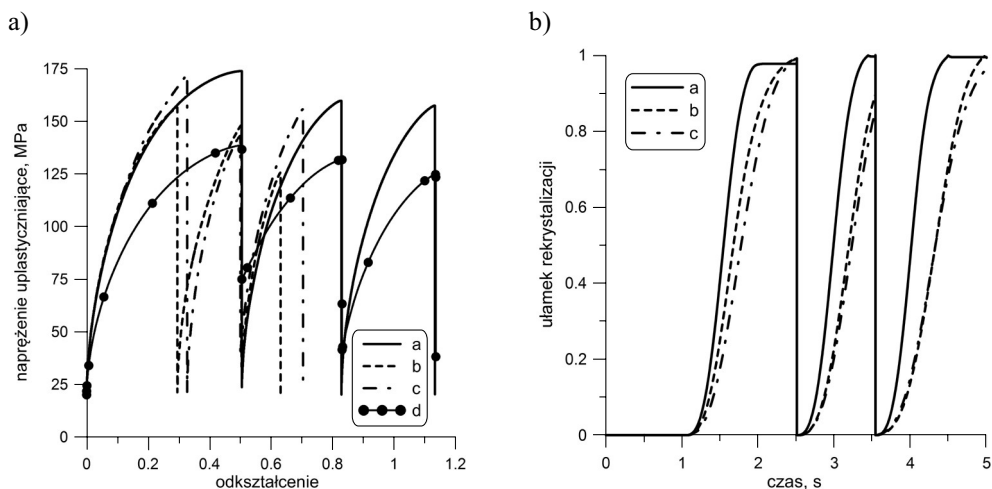 a)
b)
naprężenie uplastyczniające, MPa
175
150
125
100
75
50
25
0
0
0.2
0.4
0.6
0.8
1
1.2
odkształcenie
a
b
c
d
ułamek rekrystalizacji
1
0.8
0.6
0.4
0.2
0
0
1
2
3
4
5
czas, s
a
b
c